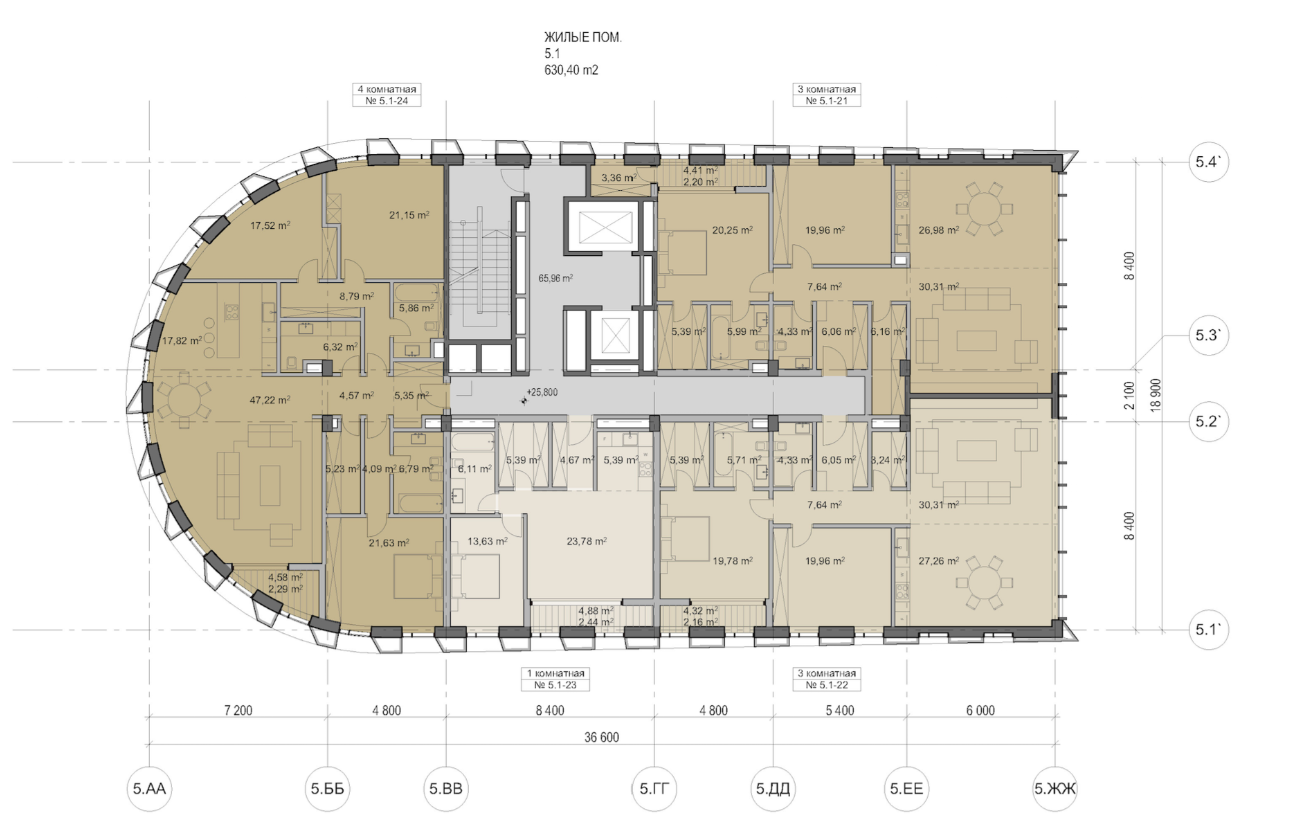 ЖИЛЫЕ ПОМ.
5.1
630,40 m2
4 комнатная
№ 5.1-24
3 комнатная
№ 5.1-21
5.4`
4,41 m²
2,20 m²
3,36 m²
17,52 m²
21,15 m²
20,25 m²
19,96 m²
26,98 m²
65,96 m²
8 400
8,79 m²
5,86 m²
7,64 m²
30,31 m²
17,82 m²
6,32 m²
5,39 m²
5,99 m²
4,33 m²
6,06 m²
6,16 m²
5.3`
47,22 m²
4,57 m²
5,35 m²
+25,800
2 100
18 900
5.2`
5,23 m²
4,09 m²
6,79 m²
6,11 m²
5,39 m²
4,67 m²
5,39 m²
5,39 m²
5,71 m²
4,33 m²
6,05 m²
3,24 m²
7,64 m²
30,31 m²
8 400
21,63 m²
13,63 m²
23,78 m²
19,78 m²
19,96 m²
27,26 m²
4,58 m²
2,29 m²
4,88 m²
2,44 m²
4,32 m²
2,16 m²
5.1`
1 комнатная
№ 5.1-23
3 комнатная
№ 5.1-22
7 200
4 800
8 400
4 800
5 400
6 000
36 600
5.АА
5.ББ
5.ВВ
5.ГГ
5.ДД
5.ЕЕ
5.ЖЖ